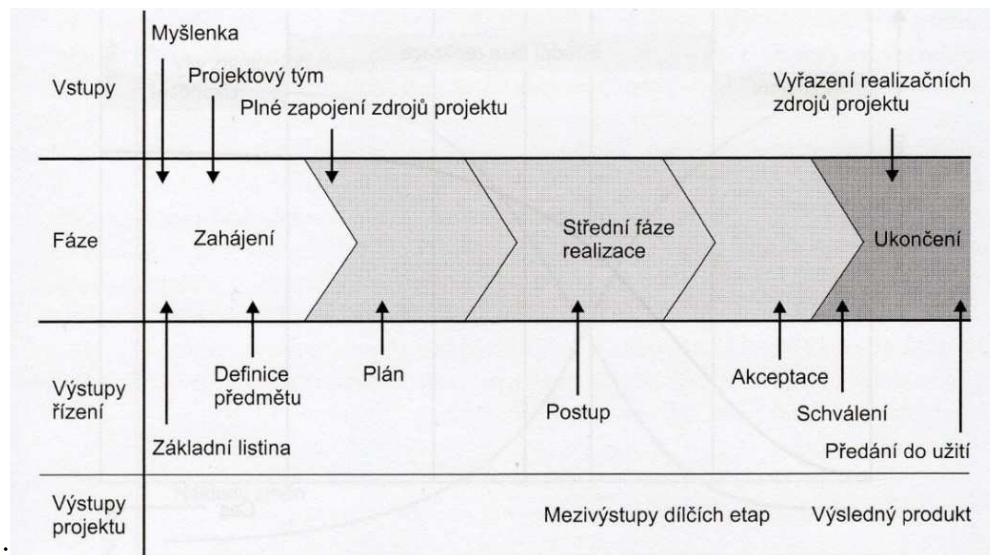 Myšlenka
Vstupy
Projektový tým
Plné zapojení zdrojů projektu
Vyřazení realizačních
zdrojů projektu
Fáze
Zahájení
Střední fáze
realizace
Ukončení
Výstupy
řízení
Základní listina
Definice
předmětu
Plán
Postup
Akceptace
Schválení
Předání do užití
Výstupy
projektu
Mezivýstupy dílčích etap
Výsledný produkt
.